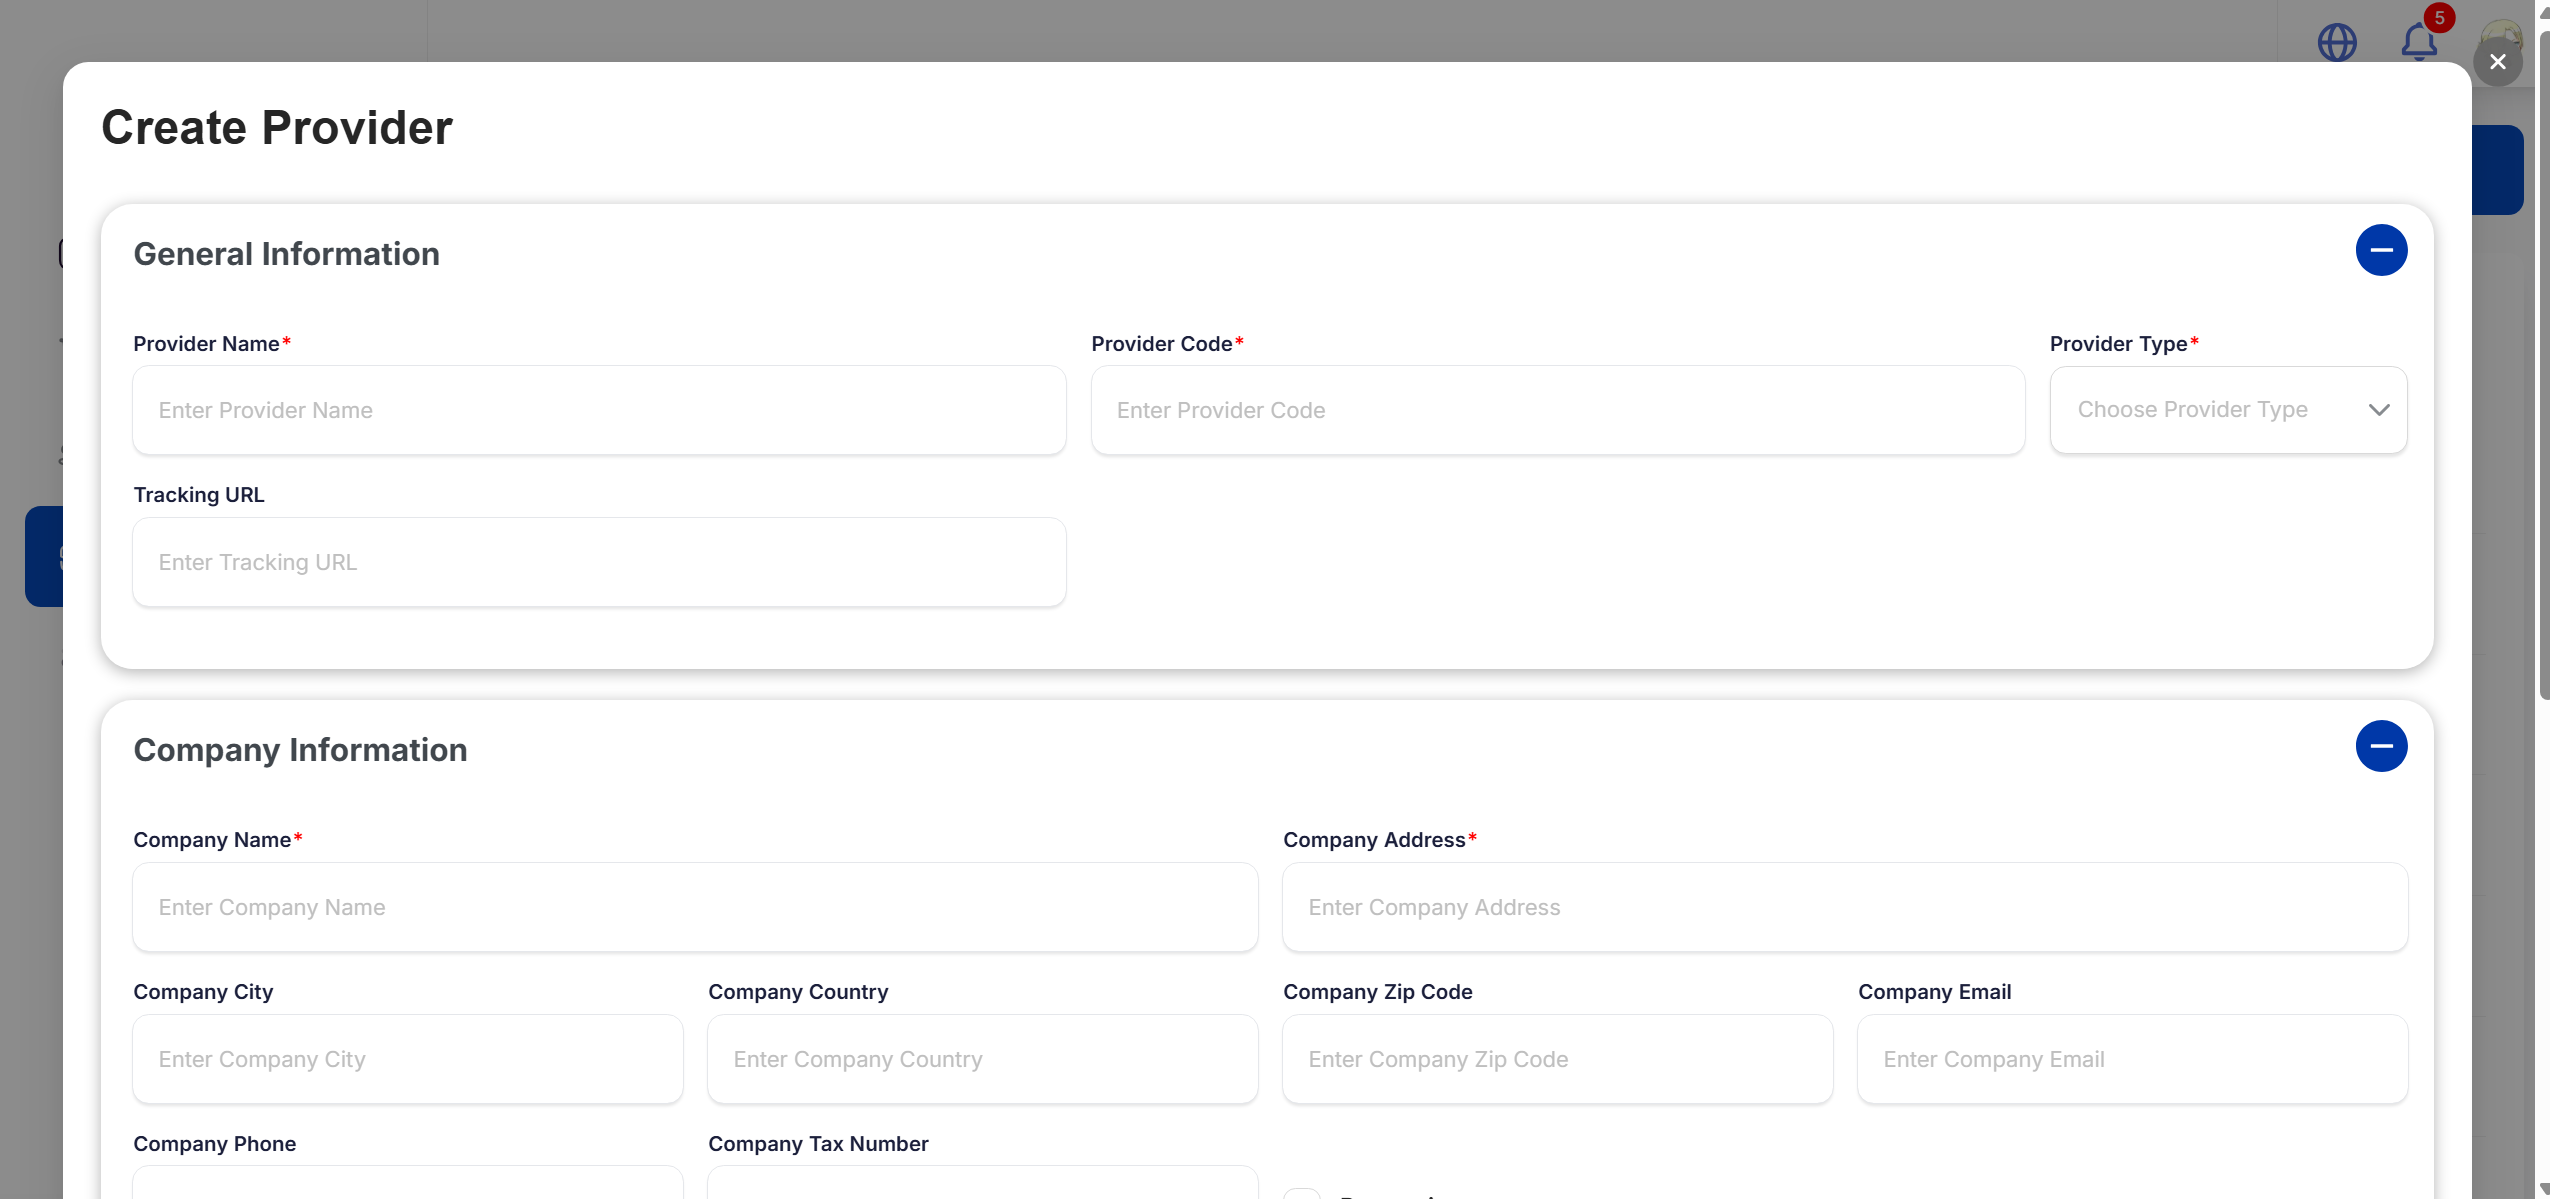 5
Create Provider
General Information
Provider Name*
Provider Code*
Provider Type*
Enter Provider Name
Enter Provider Code
Choose Provider Type
Tracking URL
Enter Tracking URL
Company Information
Company Name*
Company Address*
Enter Company Name
Enter Company Address
Company City
Company Country
Company Zip Code
Company Email
Enter Company City
Enter Company Country
Enter Company Zip Code
Enter Company Email
Company Phone
Company Tax Number